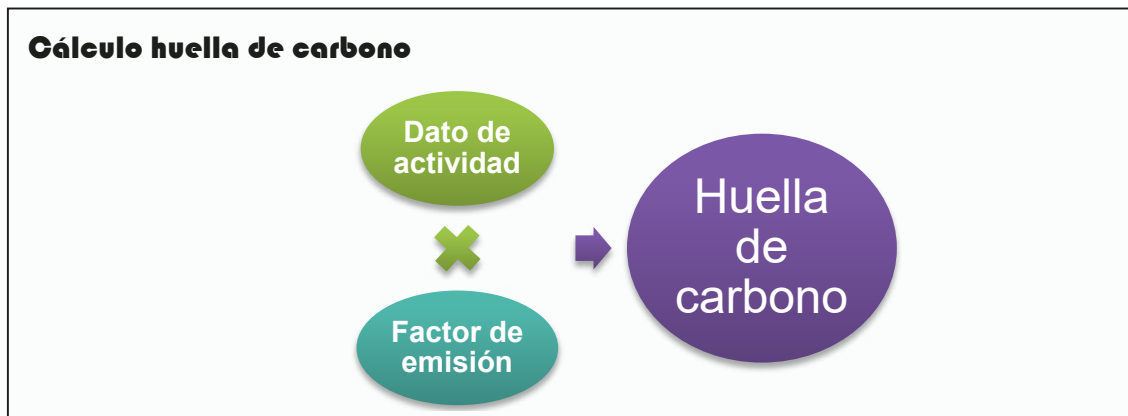 Cálculo huella de carbono
Dato de
actividad
Factor de
emisión
Huella
de
carbono